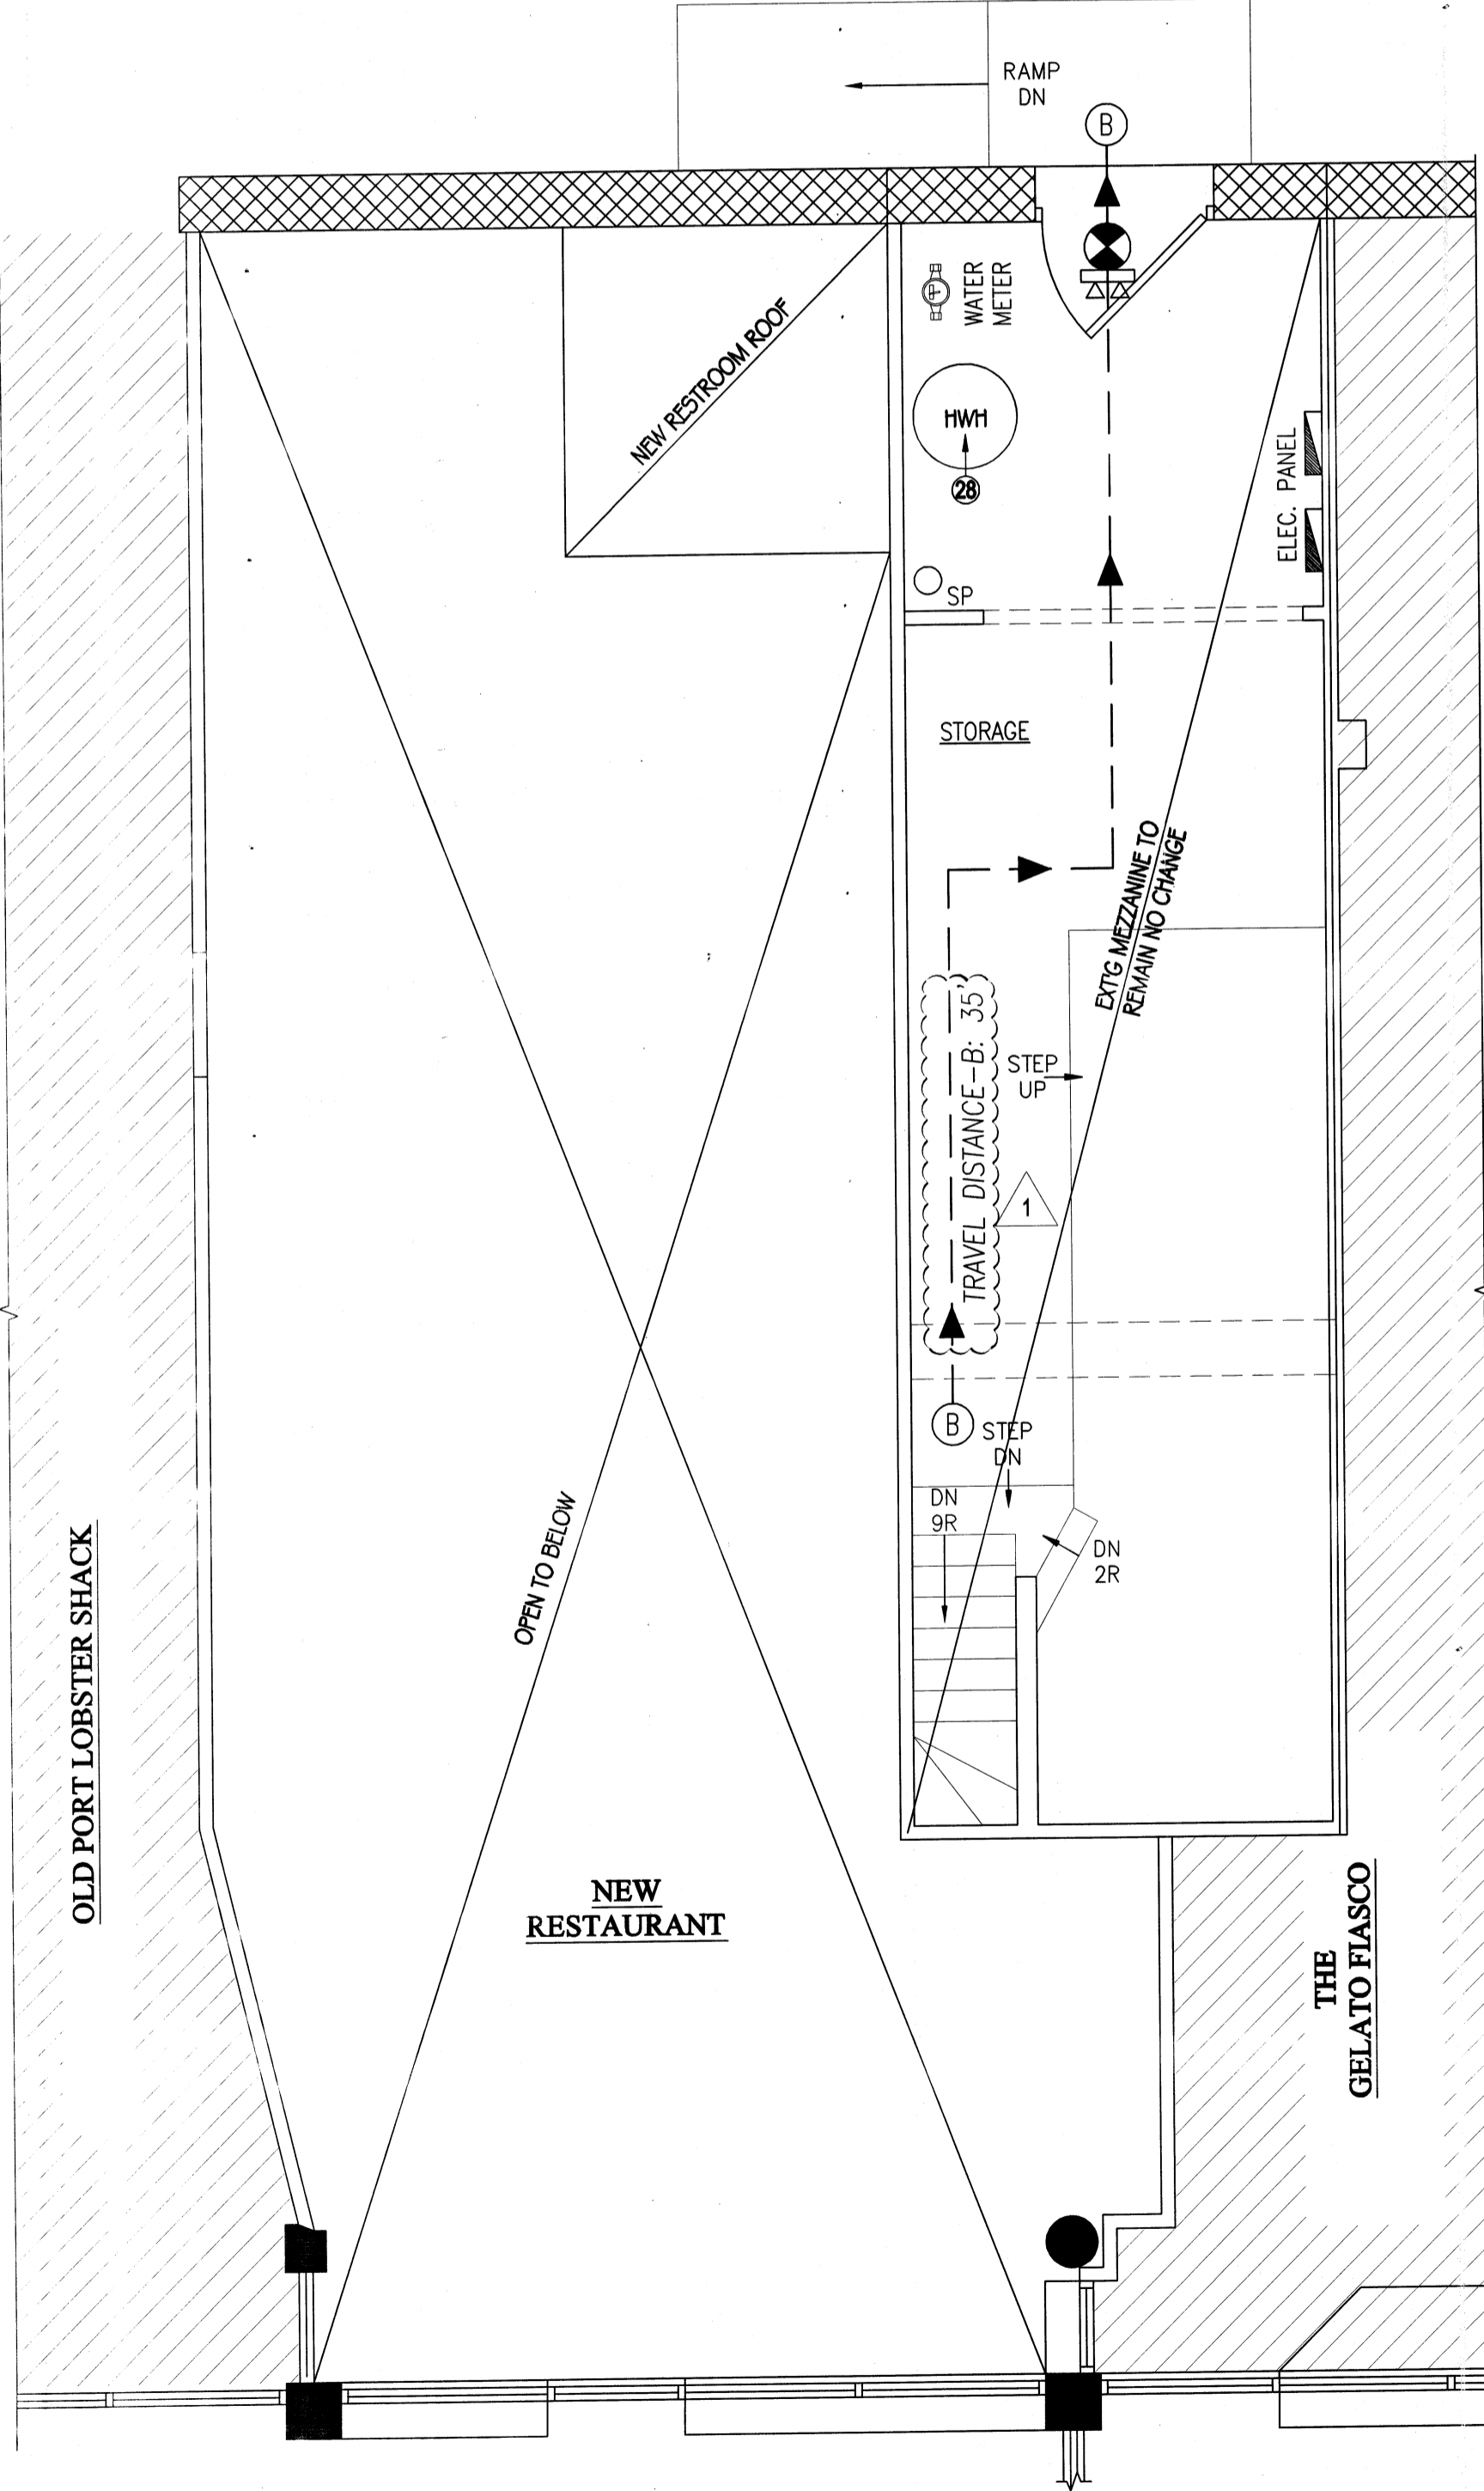 RAMP
DN
B
WATER
METER
NEW RESTROOM ROOF
HWH
28
ELEC. PANEL
SP
STORAGE
EXT'G MEZZANINE TO
REMAIN NO CHANGE
TRAVEL DISTANCE-B: 35'
STEP
UP
1
B
STEP
DN
DN
9R
DN
2R
OPEN TO BELOW
OLD PORT LOBSTER SHACK
NEW
RESTAURANT
THE
GELATO FIASCO